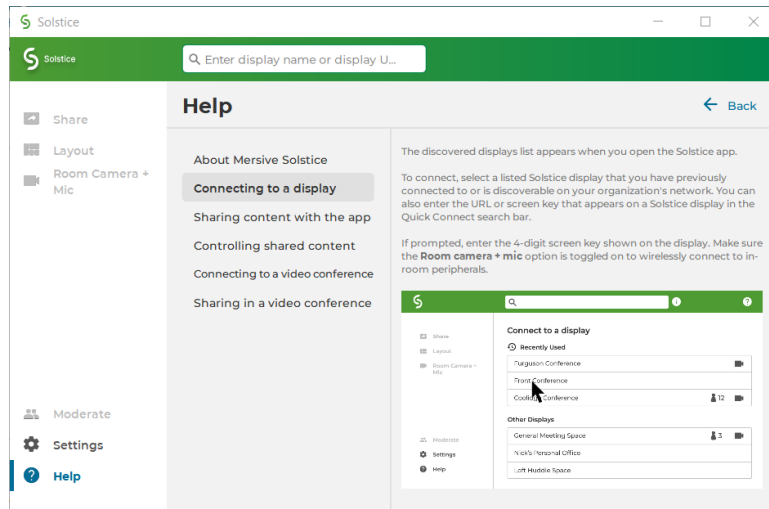 Solstice
Solstice
Enter display name or display U...
Share
Layout
Room Camera +
Mic
Moderate
Settings
Help
Help
Back
About Mersive Solstice
Connecting to a display
Sharing content with the app
Controlling shared content
Connecting to a video conference
Sharing in a video conference
The discovered displays list appears when you open the Solstice app.
To connect, select a listed Solstice display that you have previously
connected to or is discoverable on your organization's network. You can
also enter the URL or screen key that appears on a Solstice display in the
Quick Connect search bar.
If prompted, enter the 4-digit screen key shown on the display. Make sure
the Room camera + mic option is toggled on to wirelessly connect to in-
room peripherals.
Share
Layout
Room Camera +
Mic
Moderate
Settings
Help
Connect to a display
Recently Used
Furguson Conference
Front Conference
Coolidge Conference 12
Other Displays
General Meeting Space 3
Nick's Personal Office
Loft Huddle Space